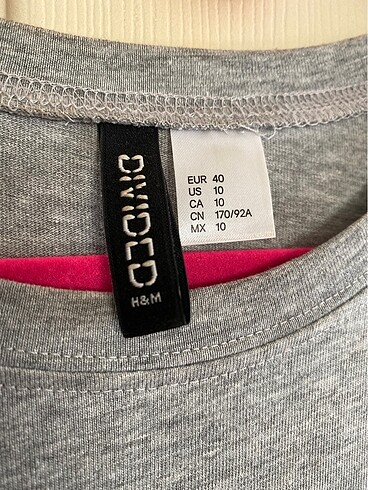 DIVIDED
H&M
EUR 40
US 10
CA 10
CN 170/92A
MX 10